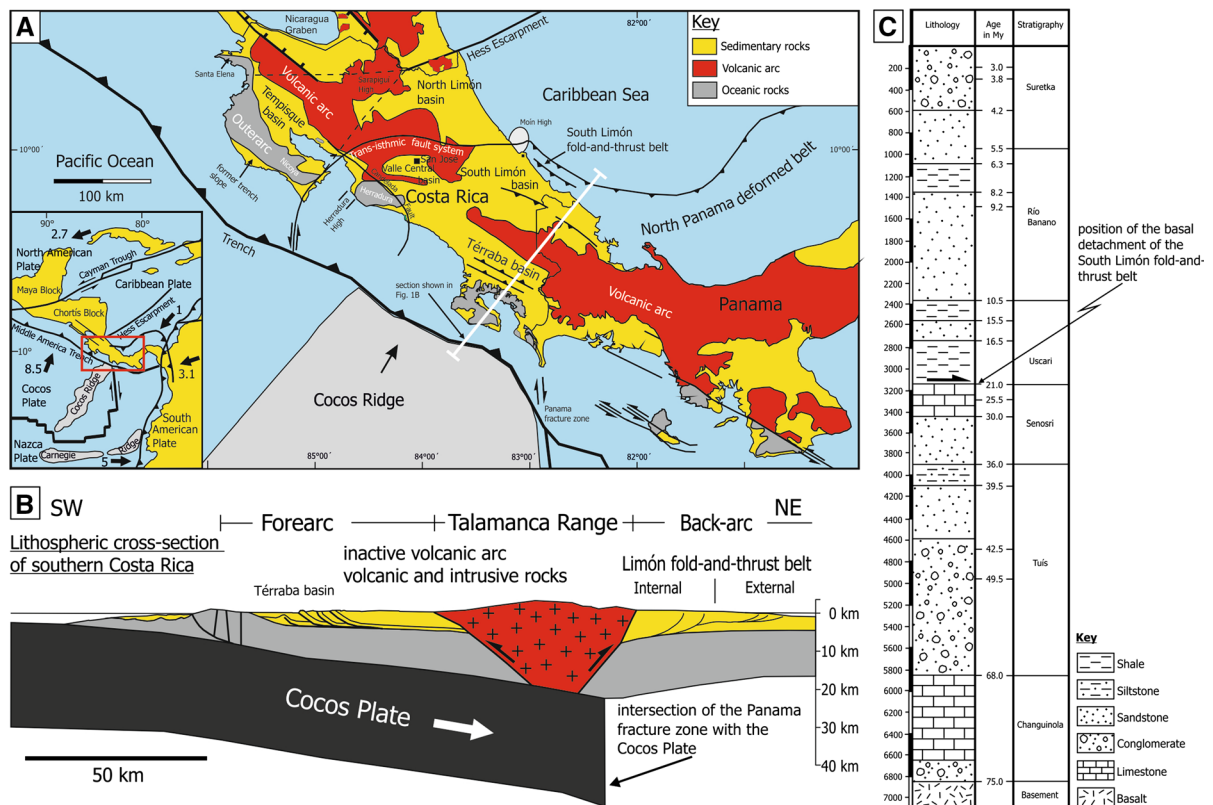 A
Nicaragua
Graben
82°00'
Hess Escarpment
Key
Sedimentary rocks
Volcanic arc
Oceanic rocks
Santa Elena
Volcanic arc
Sarapiqui
High
North Limón
basin
Caribbean Sea
Tempisque
basin
Outerarc
Nicoya
Moín High
South Limón
fold-and-thrust belt
10°00'
Pacific Ocean
100 km
former trench
slope
Trans-isthmic fault system
San José
Valle Central
basin
South Limón
basin
10°00'
Herradura
Herradura
High
Fault
Costa Rica
North Panama deformed belt
Trench
Térraba basin
section shown in
Fig. 1B
Volcanic arc
Panama
Cocos Ridge
Panama
fracture zone
85°00'
84°00'
83°00'
82°00'
90°
80°
2.7
North American
Plate
Cayman Trough
Maya Block
Caribbean Plate
Chortis Block
Hess Escarpment
1
Middle America Trench
10°
8.5
3.1
Cocos
Plate
Cocos Ridge
South
American
Plate
Nazca
Plate
Carnegie
Ridge
5
B
SW
NE
Forearc
Talamanca Range
Back-arc
Lithospheric cross-section
of southern Costa Rica
inactive volcanic arc
volcanic and intrusive rocks
Limón fold-and-thrust belt
Internal
External
Térraba basin
0 km
10 km
20 km
30 km
40 km
Cocos Plate
intersection of the Panama
fracture zone with the
Cocos Plate
50 km
C
Lithology
Age
in My
Stratigraphy
200
400
600
800
1000
1200
1400
1600
1800
2000
2200
2400
2600
2800
3000
3200
3400
3600
3800
4000
4200
4400
4600
4800
5000
5200
5400
5600
5800
6000
6200
6400
6600
6800
7000
3.0
3.8
4.2
5.5
6.3
8.2
9.2
10.5
15.5
16.5
21.0
25.5
30.0
36.0
39.5
42.5
49.5
68.0
75.0
Suretka
Río
Banano
Uscari
Senosri
Tuís
Changuinola
Basement
position of the basal
detachment of the
South Limón fold-and-
thrust belt
Key
Shale
Siltstone
Sandstone
Conglomerate
Limestone
Basalt